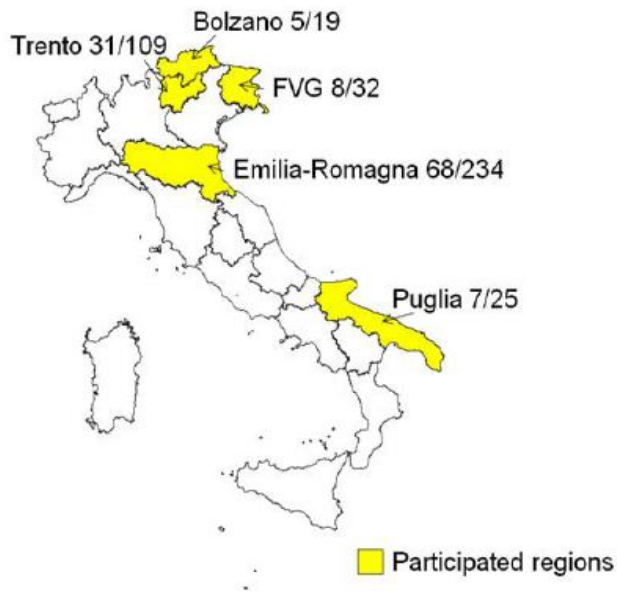 Bolzano 5/19
Trento 31/109
FVG 8/32
Emilia-Romagna 68/234
Puglia 7/25
Participated regions